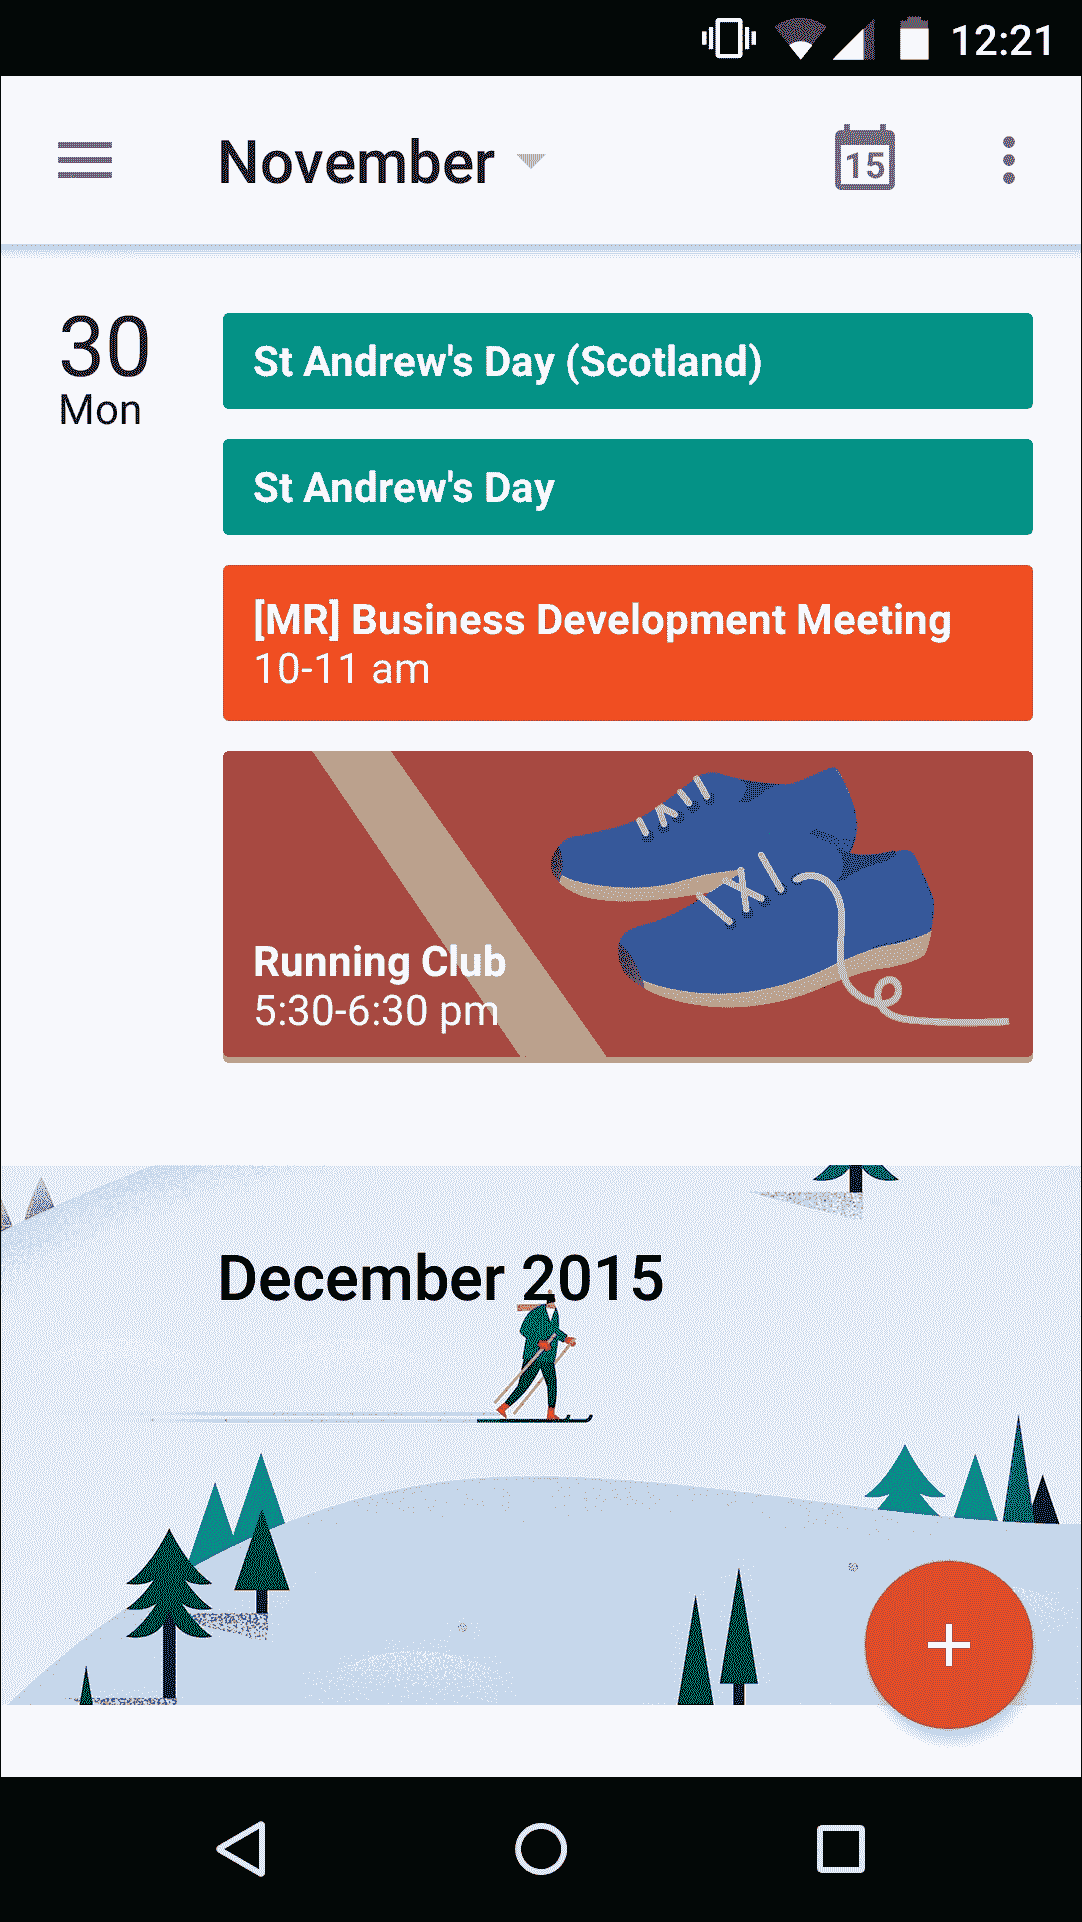 12:21
November
15
30
Mon
St Andrew's Day (Scotland)
St Andrew's Day
[MR] Business Development Meeting
10-11 am
Running Club
5:30-6:30 pm
December 2015